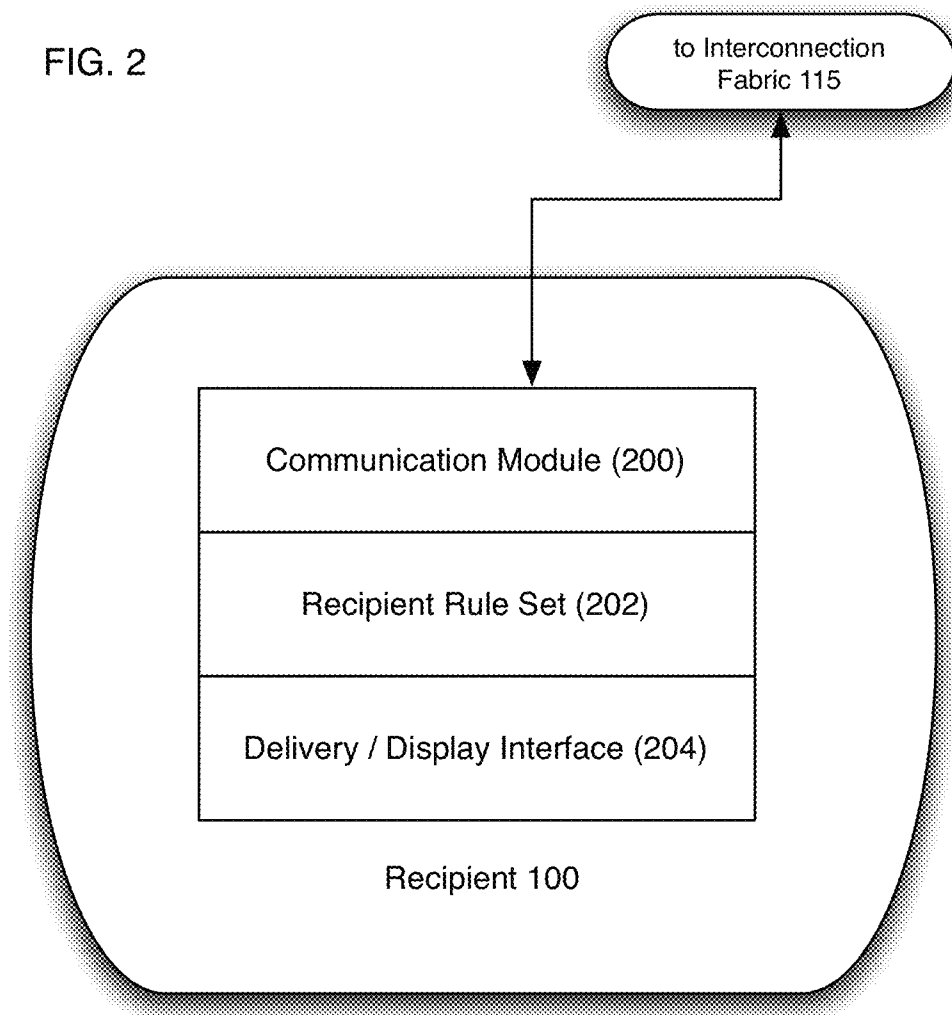 FIG. 2
to Interconnection
Fabric 115
Communication Module (200)
Recipient Rule Set (202)
Delivery / Display Interface (204)
Recipient 100